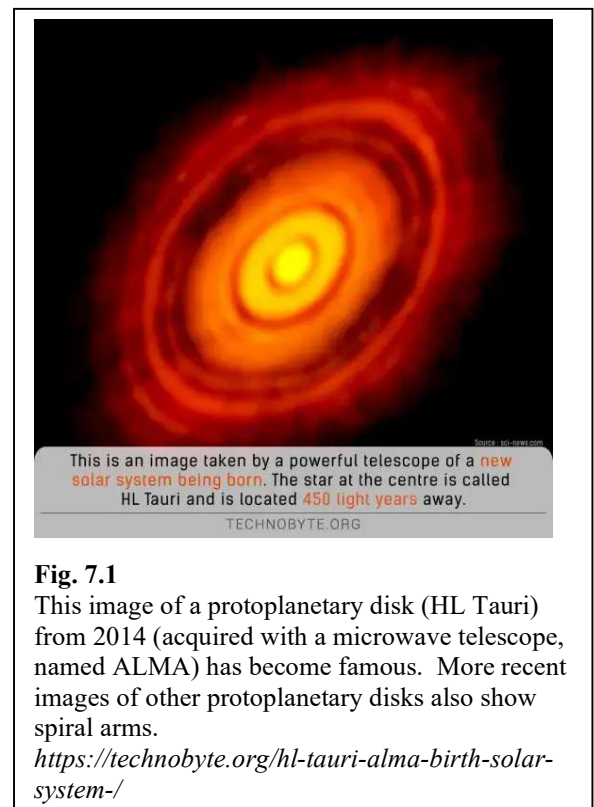 Source : sci-news.com
This is an image taken by a powerful telescope of a new
solar system being born. The star at the centre is called
HL Tauri and is located 450 light years away.
TECHNOBYTE.ORG
Fig. 7.1
This image of a protoplanetary disk (HL Tauri)
from 2014 (acquired with a microwave telescope,
named ALMA) has become famous.  More recent
images of other protoplanetary disks also show
spiral arms.
https://technobyte.org/hl-tauri-alma-birth-solar-
system-/